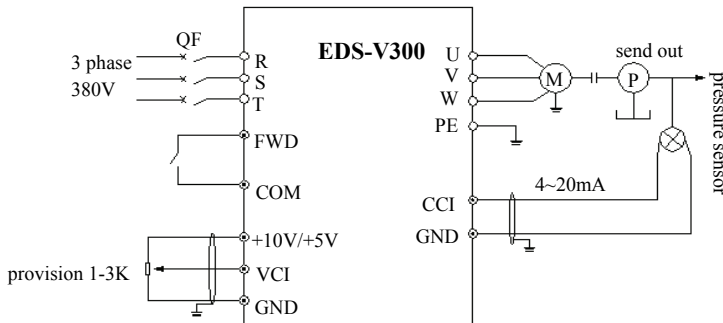 QF
3 phase
380V
R
S
T
FWD
COM
+10V/+5V
VCI
GND
provision 1-3K
EDS-V300
U
V
W
PE
CCI
GND
M
P
send out
4~20mA
pressure sensor